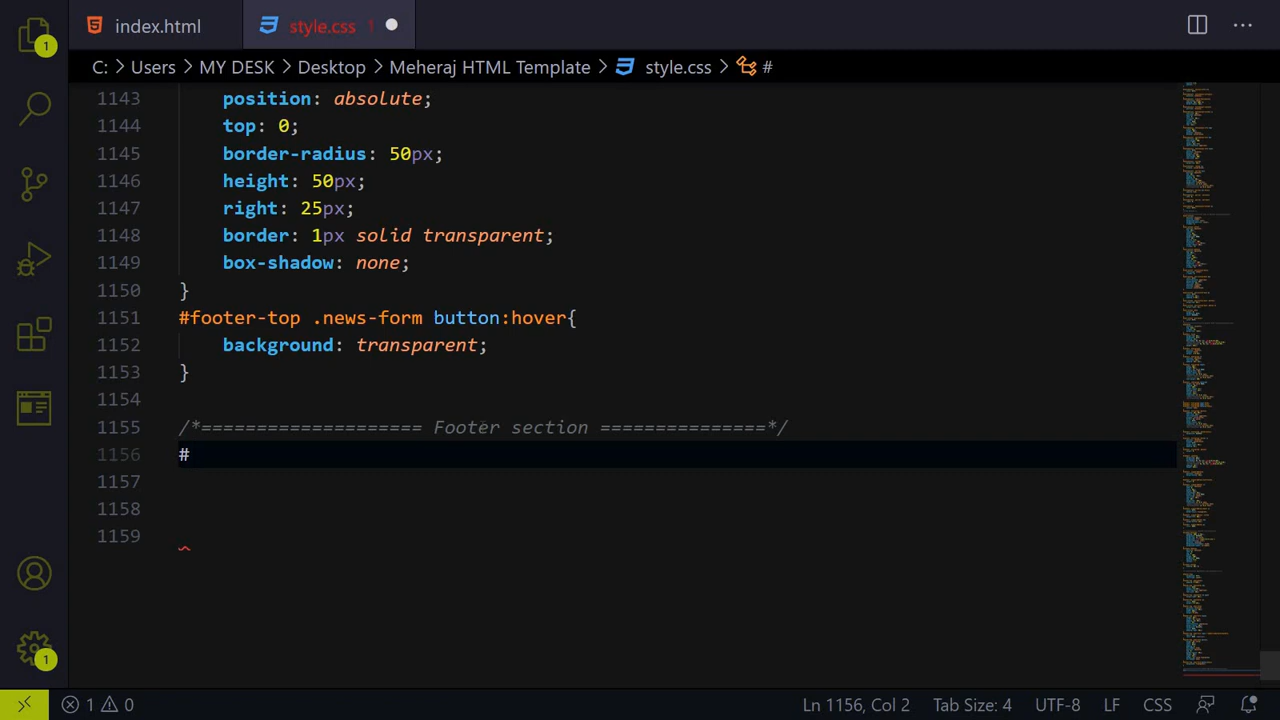 index.html
style.css 1
C: > Users > MY DESK > Desktop > Meheraj HTML Template > style.css > #
1143 position: absolute;
1144 top: 0;
1145 border-radius: 50px;
1146 height: 50px;
1147 right: 25px;
1148 border: 1px solid transparent;
1149 box-shadow: none;
1150 }
1151 #footer-top .news-form button:hover{
1152 background: transparent;
1153 }
1154
1155 /*==================== Footer section ===============*/
1156 #
1157
1158
1159
1
1
1 0 Ln 1156, Col 2 Tab Size: 4 UTF-8 LF CSS